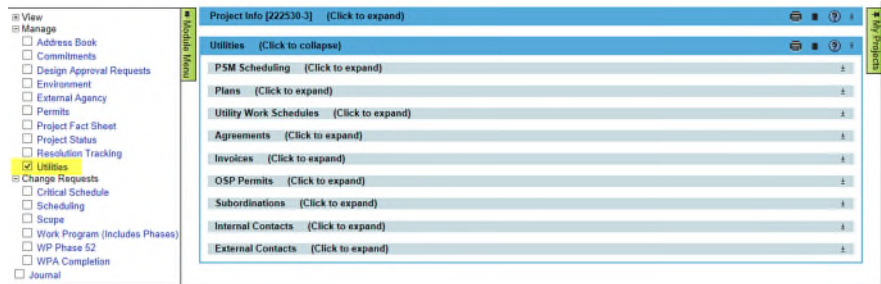 View
Manage
Address Book
Commitments
Design Approval Requests
Environment
External Agency
Permits
Project Fact Sheet
Project Status
Resolution Tracking
Utilities
Change Requests
Critical Schedule
Scheduling
Scope
Work Program (Includes Phases)
WP Phase 52
WPA Completion
Journal
Module Menu
Project Info [222530-3] (Click to expand)
Utilities (Click to collapse)
PSM Scheduling (Click to expand)
Plans (Click to expand)
Utility Work Schedules (Click to expand)
Agreements (Click to expand)
Invoices (Click to expand)
OSP Permits (Click to expand)
Subordinations (Click to expand)
Internal Contacts (Click to expand)
External Contacts (Click to expand)
My Projects